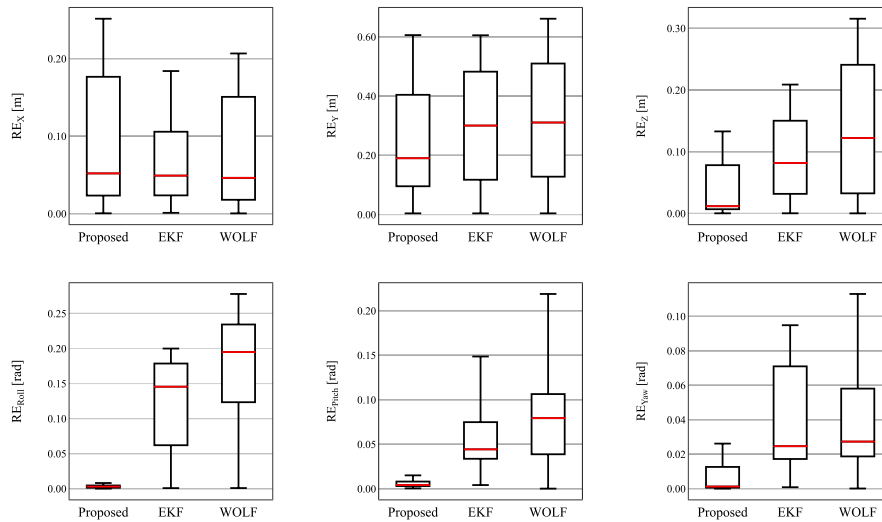 RE_X [m]
0.20
0.10
0.00
Proposed EKF WOLF
RE_Y [m]
0.60
0.40
0.20
0.00
Proposed EKF WOLF
RE_Z [m]
0.30
0.20
0.10
0.00
Proposed EKF WOLF
RE_Roll [rad]
0.25
0.20
0.15
0.10
0.05
0.00
Proposed EKF WOLF
RE_Pitch [rad]
0.20
0.15
0.10
0.05
0.00
Proposed EKF WOLF
RE_Yaw [rad]
0.10
0.08
0.06
0.04
0.02
0.00
Proposed EKF WOLF